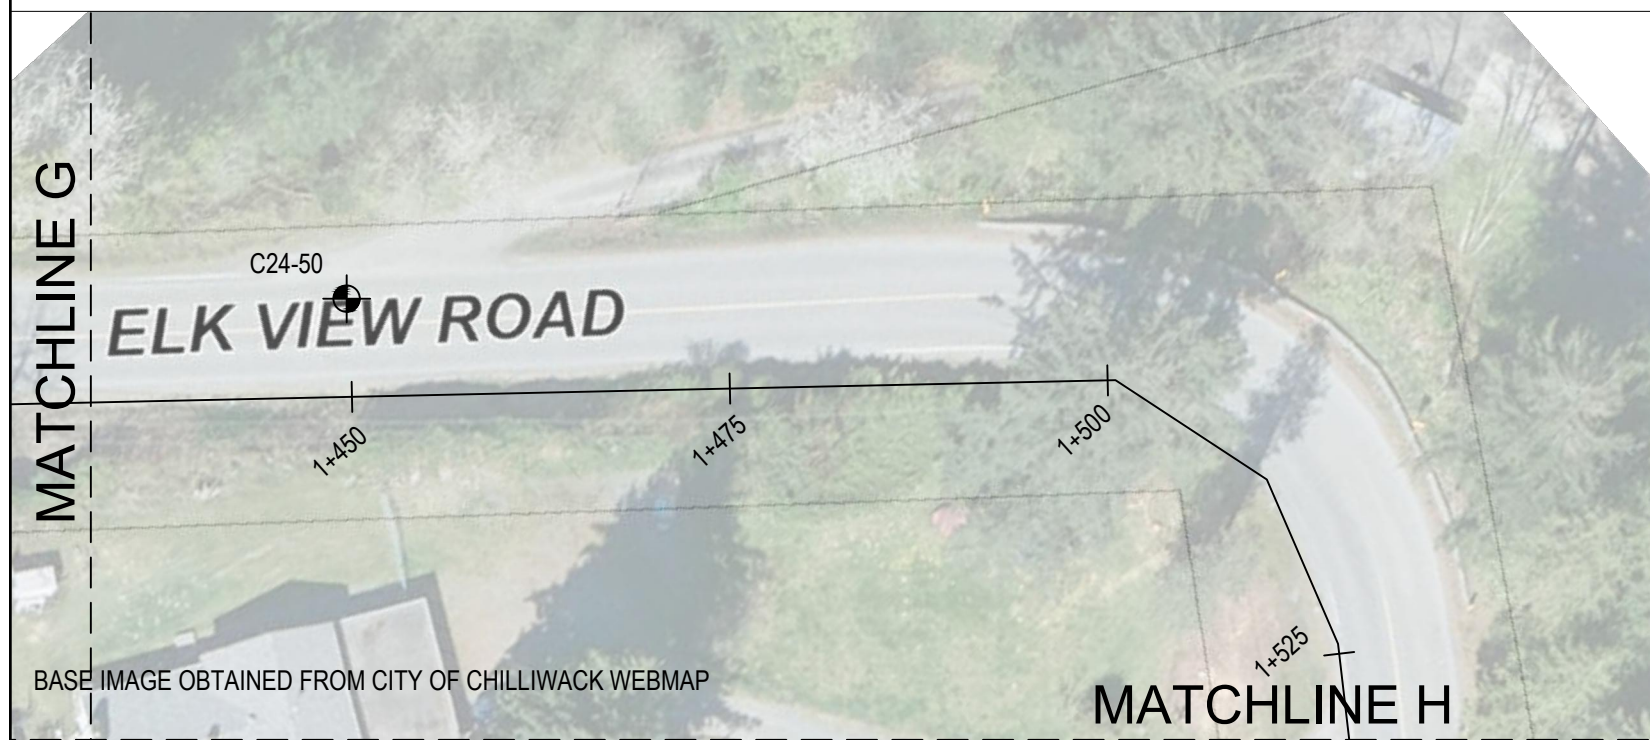 MATCHLINE G
C24-50
ELK VIEW ROAD
1+450
1+475
1+500
1+525
BASE IMAGE OBTAINED FROM CITY OF CHILLIWACK WEBMAP
MATCHLINE H